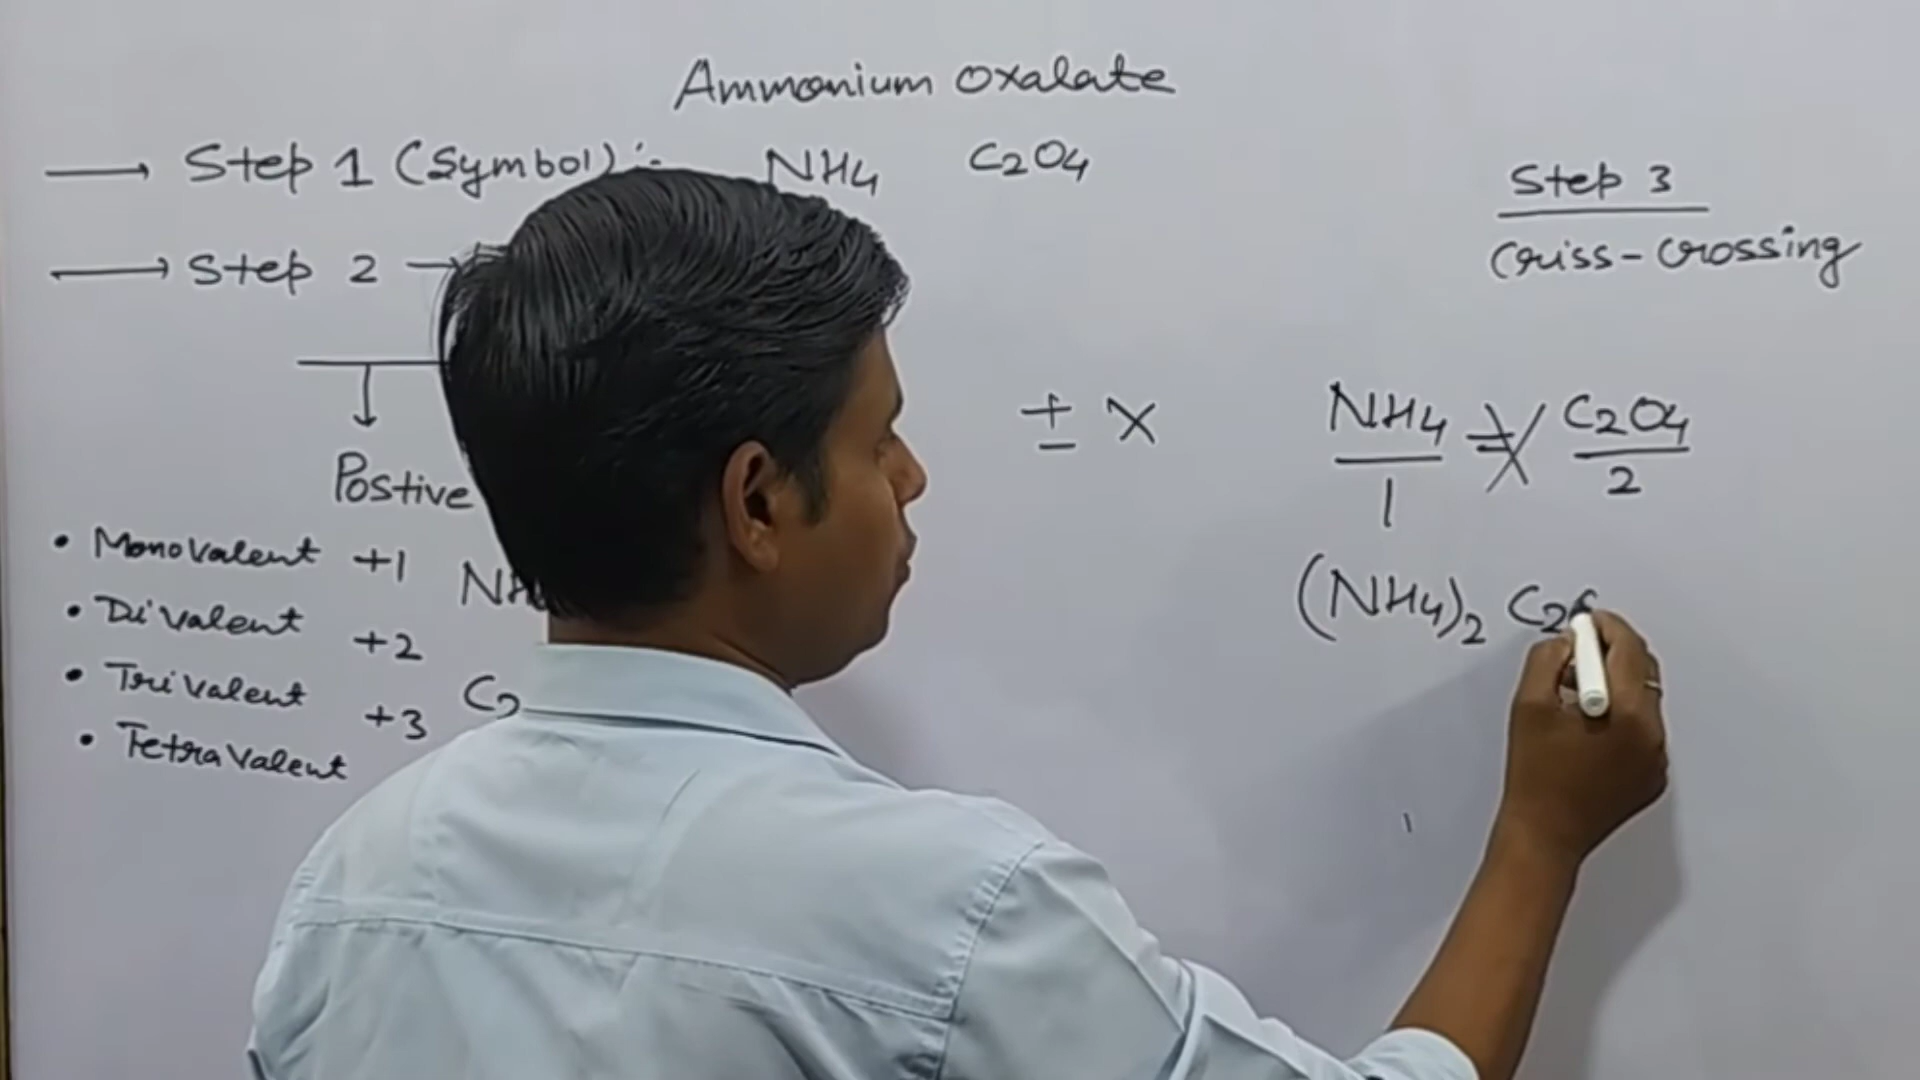 Ammonium Oxalate
Step 1 (Symbol):- NH4 C2O4
Step 2
Postive
• Monovalent +1
• Divalent +2
• Trivalent +3
• Tetravalent
C2
± X
Step 3
Criss-crossing
NH4 C2O4
1 2
(NH4)2 C2